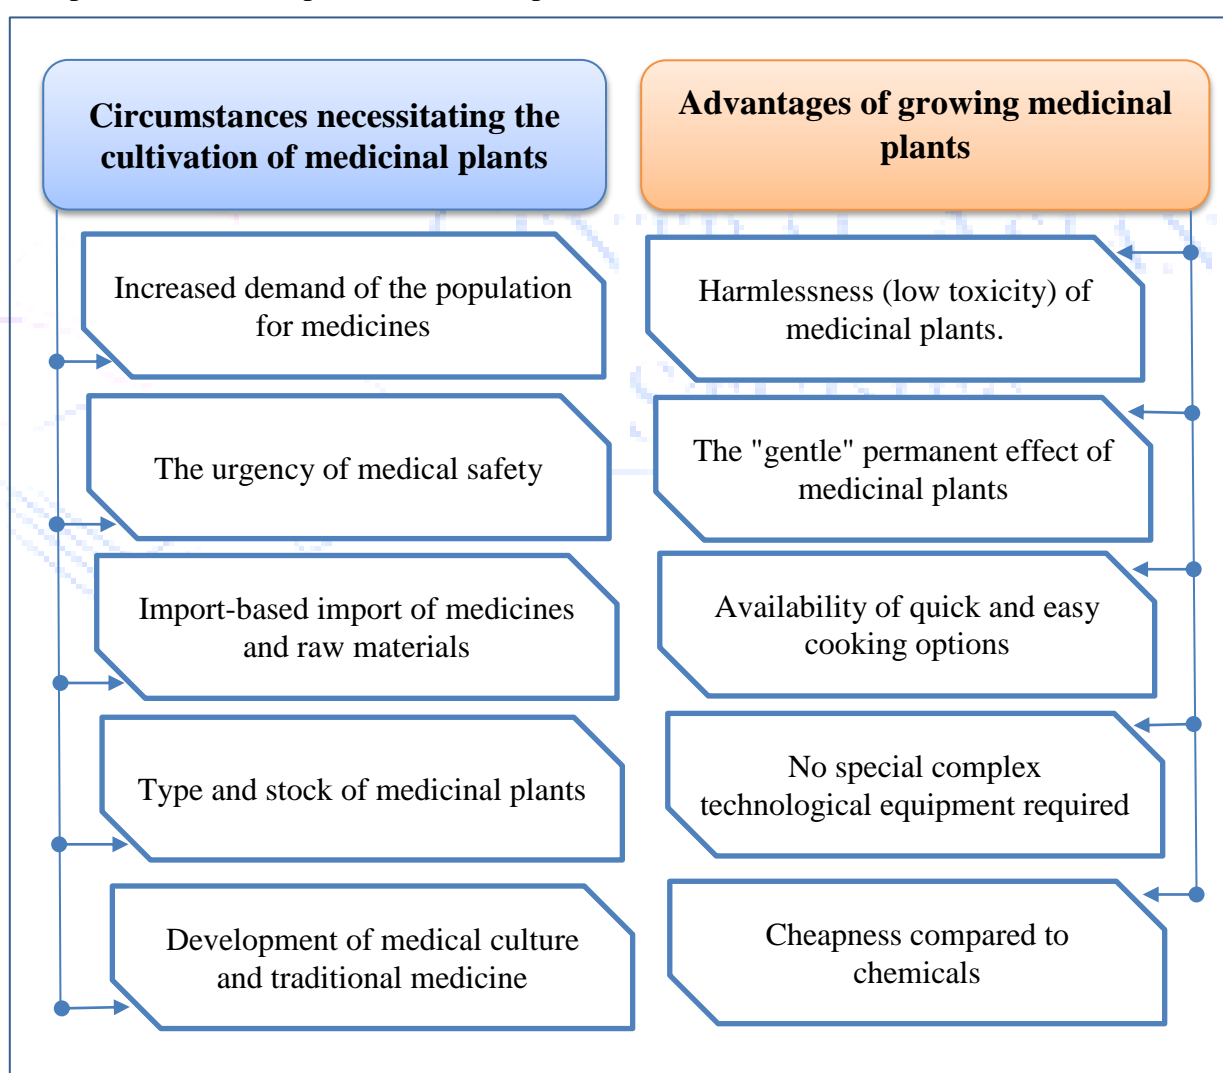 Circumstances necessitating the
cultivation of medicinal plants
Increased demand of the population
for medicines
The urgency of medical safety
Import-based import of medicines
and raw materials
Type and stock of medicinal plants
Development of medical culture
and traditional medicine
Advantages of growing medicinal
plants
Harmlessness (low toxicity) of
medicinal plants.
The "gentle" permanent effect of
medicinal plants
Availability of quick and easy
cooking options
No special complex
technological equipment required
Cheapness compared to
chemicals